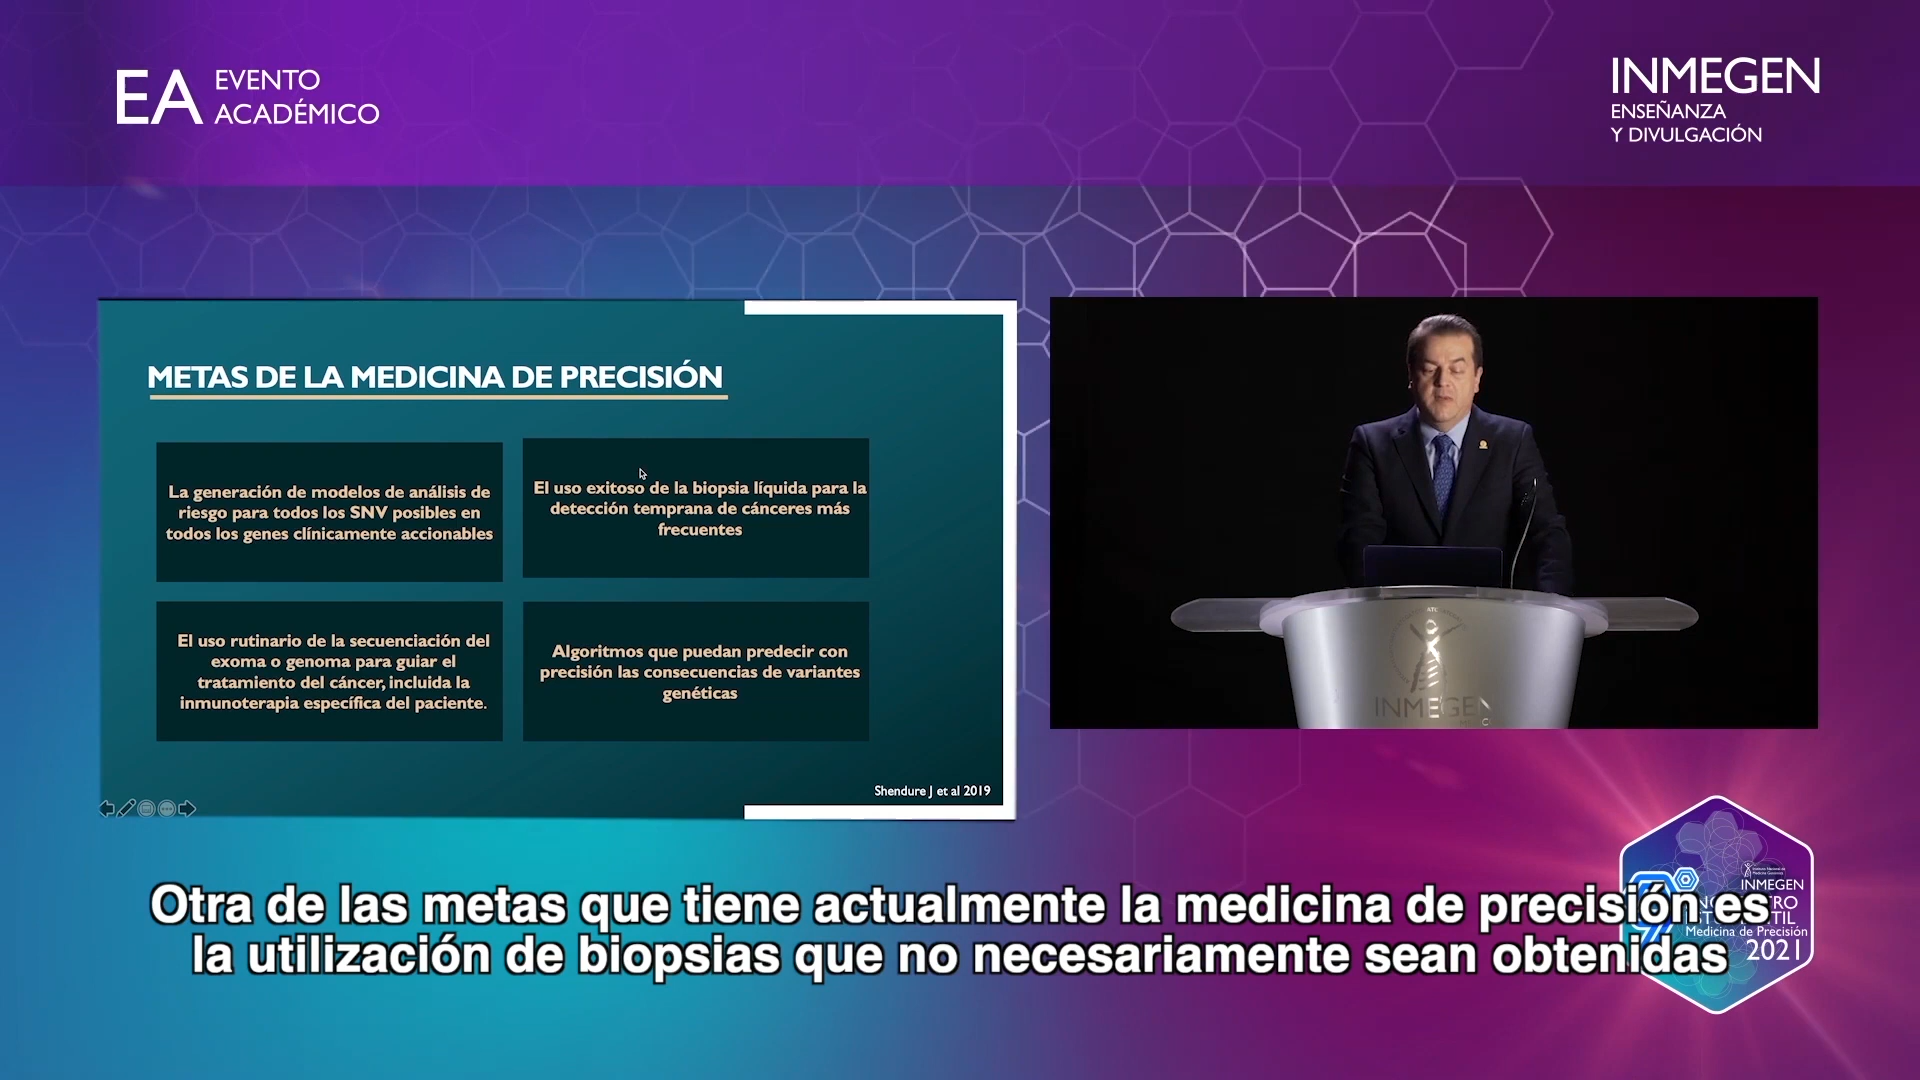 EA EVENTO
ACADÉMICO
INMEGEN
ENSEÑANZA
Y DIVULGACIÓN
METAS DE LA MEDICINA DE PRECISIÓN
La generación de modelos de análisis de
riesgo para todos los SNV posibles en
todos los genes clínicamente accionables
El uso exitoso de la biopsia líquida para la
detección temprana de cánceres más
frecuentes
El uso rutinario de la secuenciación del
exoma o genoma para guiar el
tratamiento del cáncer, incluida la
inmunoterapia específica del paciente.
Algoritmos que puedan predecir con
precisión las consecuencias de variantes
genéticas
Shendure J et al 2019
INMEGEN
INMEGEN
Medicina de Precisión
2021
Otra de las metas que tiene actualmente la medicina de precisión es
la utilización de biopsias que no necesariamente sean obtenidas